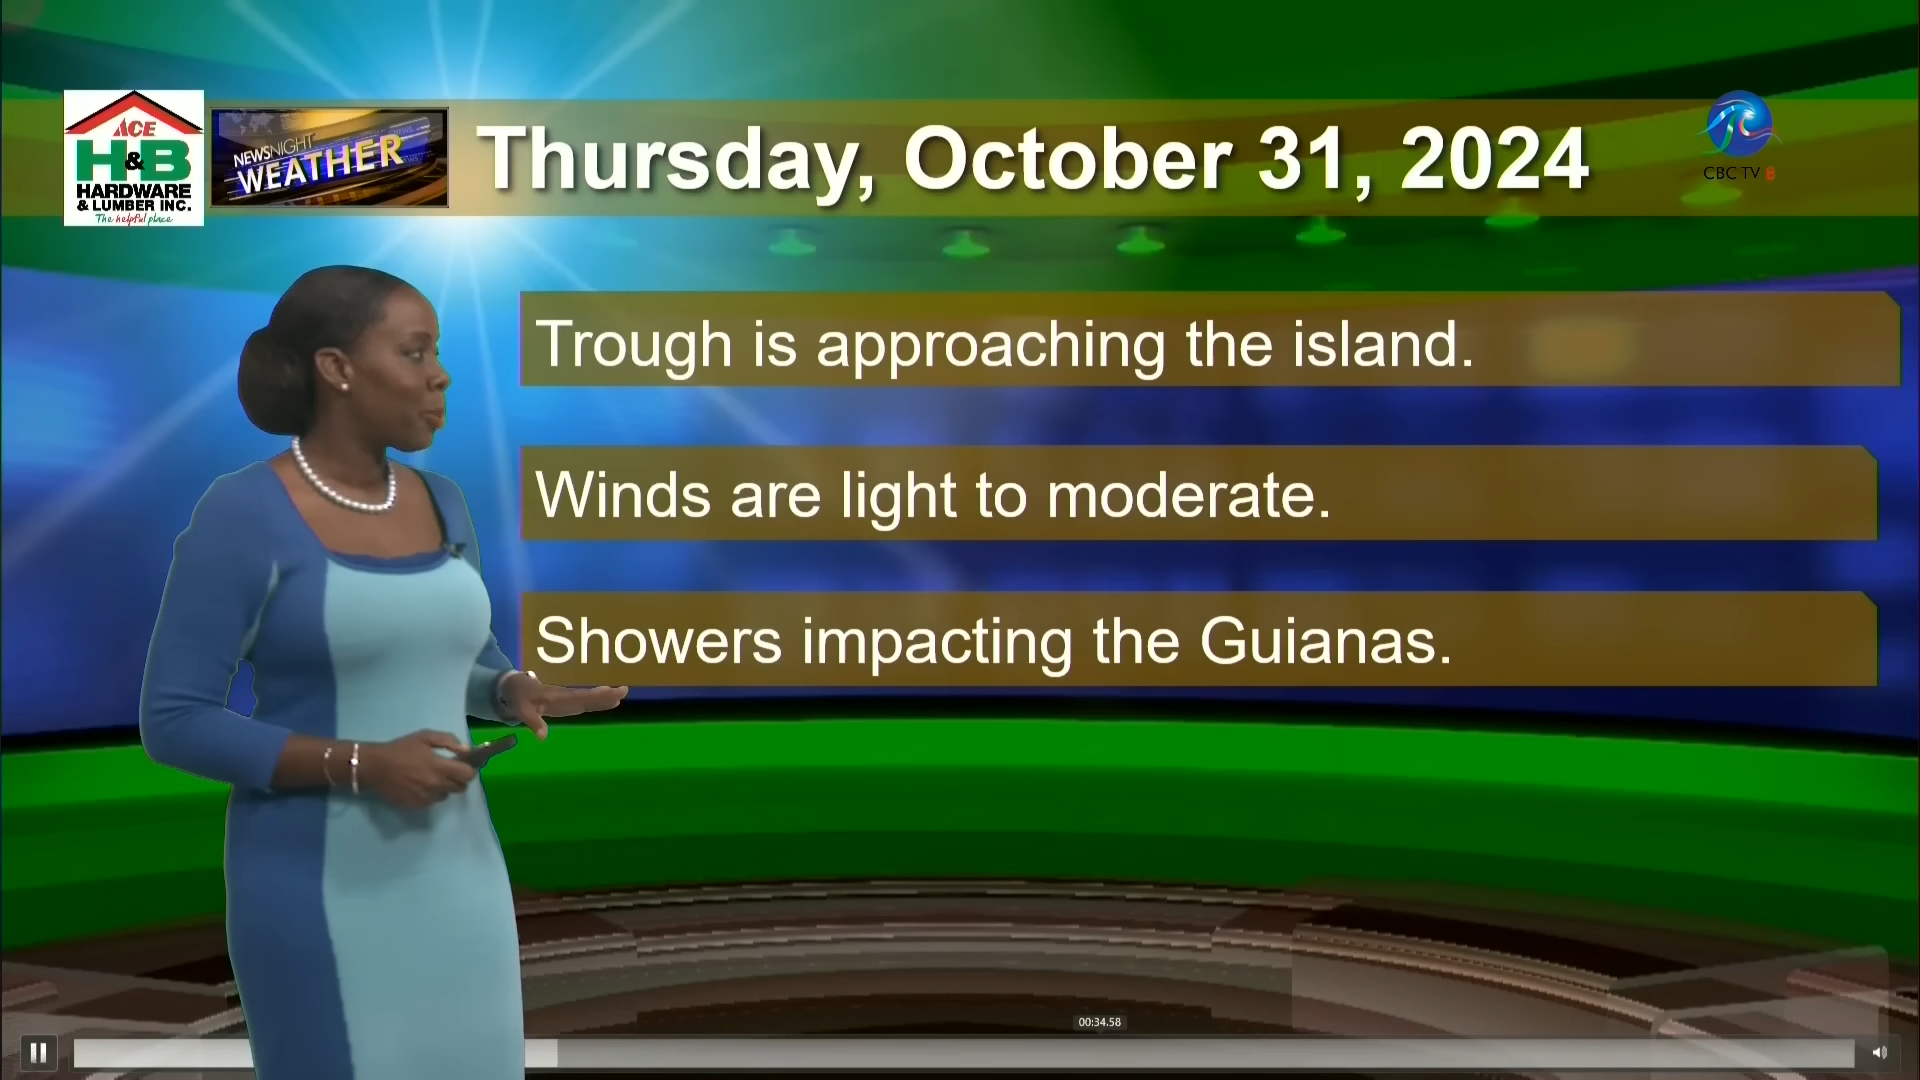 ACE
H&B
HARDWARE
& LUMBER INC.
The helpful place
NEWSNIGHT
WEATHER
Thursday, October 31, 2024
CBC TV 8
Trough is approaching the island.
Winds are light to moderate.
Showers impacting the Guianas.
00:34.58